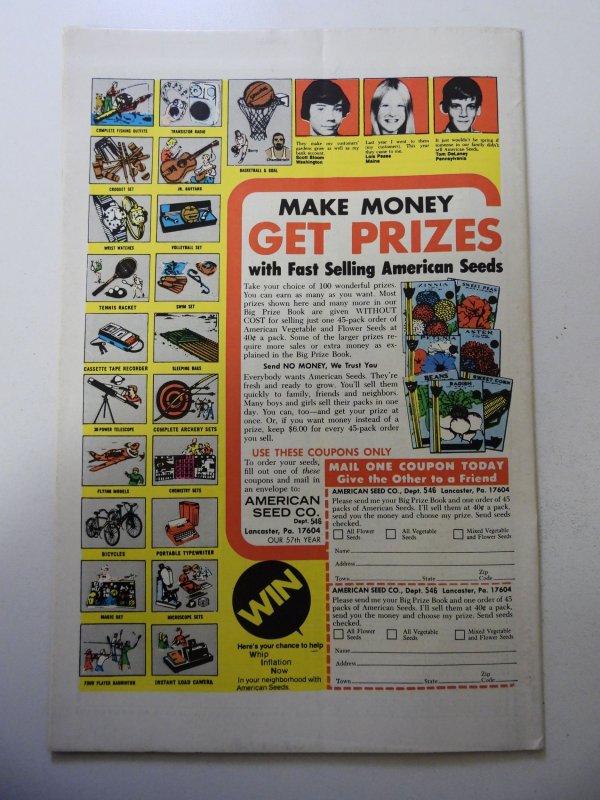 COMPLETE FISHING OUTFITS
TRANSISTOR RADIO
CROQUET SET
JR. GUITARS
WRIST WATCHES
VOLLEYBALL SET
TENNIS RACKET
SWIM SET
CASSETTE TAPE RECORDER
SLEEPING BAGS
30 POWER TELESCOPE
COMPLETE ARCHERY SETS
FLYING MODELS
CHEMISTRY SETS
BICYCLES
PORTABLE TYPEWRITER
MAGIC SET
MICROSCOPE SETS
FOUR PLAYER BADMINTON
INSTANT LOAD CAMERA
Barry
Chamberlain
BASKETBALL & GOAL
They make my customers'
gardens grow as well as my
bank account.
Scott Bloom
Washington
Last year I went to them
(my customers). This year
they came to me.
Lois Pease
Maine
It just wouldn't be spring if
someone in our family didn't
sell American Seeds.
Tom DeLaney
Pennsylvania
MAKE MONEY
GET PRIZES
with Fast Selling American Seeds
Take your choice of 100 wonderful prizes.
You can earn as many as you want. Most
prizes shown here and many more in our
Big Prize Book are given WITHOUT
COST for selling just one 45-pack order of
American Vegetable and Flower Seeds at
40¢ a pack. Some of the larger prizes re-
quire more sales or extra money as ex-
plained in the Big Prize Book.
Send NO MONEY, We Trust You
Everybody wants American Seeds. They're
fresh and ready to grow. You'll sell them
quickly to family, friends and neighbors.
Many boys and girls sell their packs in one
day. You can, too—and get your prize at
once. Or, if you want money instead of a
prize, keep $6.00 for every 45-pack order
you sell.
ZINNIA
SWEET PEAS
ASTER
BEANS
RADISH
SWEET CORN
USE THESE COUPONS ONLY
To order your seeds,
fill out one of these
coupons and mail in
an envelope to:
AMERICAN
SEED CO.
Dept. 546
Lancaster, Pa. 17604
OUR 57th YEAR
MAIL ONE COUPON TODAY
Give the Other to a Friend
AMERICAN SEED CO., Dept. 546 Lancaster, Pa. 17604
Please send me your Big Prize Book and one order of 45
packs of American Seeds. I'll sell them at 40¢ a pack,
send you the money and choose my prize. Send seeds
checked.
All Flower Seeds
All Vegetable Seeds
Mixed Vegetable and Flower Seeds
Name
Address
Town State Zip Code
AMERICAN SEED CO., Dept. 546 Lancaster, Pa. 17604
Please send me your Big Prize Book and one order of 45
packs of American Seeds. I'll sell them at 40¢ a pack,
send you the money and choose my prize. Send seeds
checked.
All Flower Seeds
All Vegetable Seeds
Mixed Vegetable and Flower Seeds
Name
Address
Town State Zip Code
WIN
Here's your chance to help
Whip
Inflation
Now
In your neighborhood with
American Seeds.